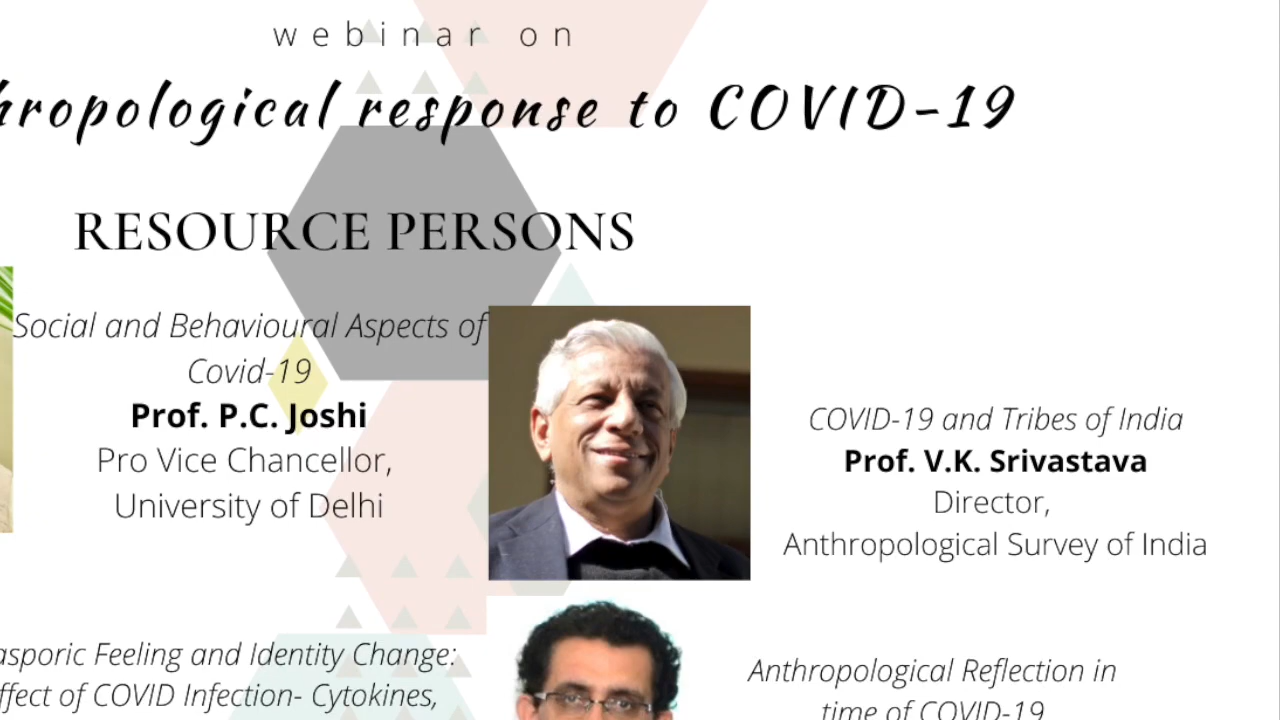 webinar on
hropological response to COVID-19
RESOURCE PERSONS
Social and Behavioural Aspects of
Covid-19
Prof. P.C. Joshi
Pro Vice Chancellor,
University of Delhi
COVID-19 and Tribes of India
Prof. V.K. Srivastava
Director,
Anthropological Survey of India
asporic Feeling and Identity Change:
ffect of COVID Infection- Cytokines,
Anthropological Reflection in
time of COVID-19